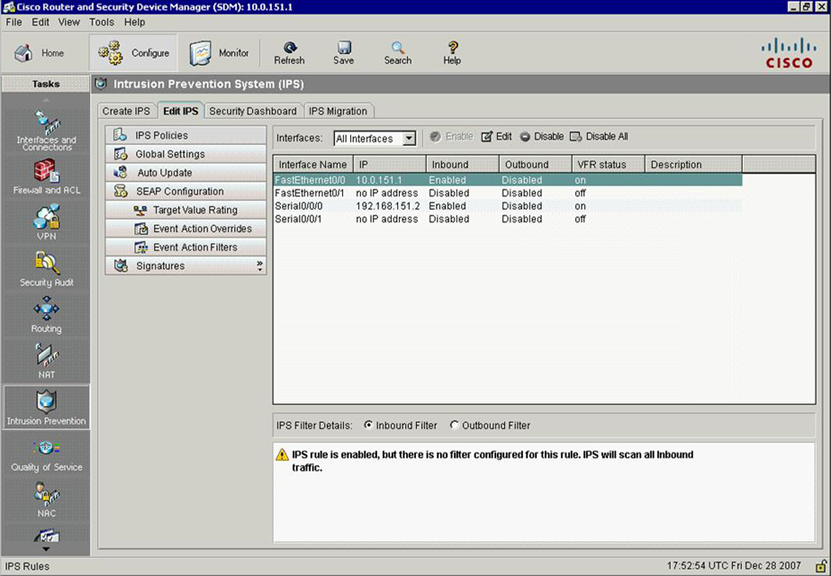 Cisco Router and Security Device Manager (SDM): 10.0.151.1
File Edit View Tools Help
Home Configure Monitor Refresh Save Search Help
CISCO
Tasks
Intrusion Prevention System (IPS)
Create IPS Edit IPS Security Dashboard IPS Migration
Interfaces and
Connections
Firewall and ACL
VPN
Security Audit
Routing
NAT
Intrusion Prevention
Quality of Service
NAC
IPS Policies
Global Settings
Auto Update
SEAP Configuration
Target Value Rating
Event Action Overrides
Event Action Filters
Signatures
Interfaces: All Interfaces Enable Edit Disable Disable All
Interface Name IP Inbound Outbound VFR status Description
FastEthernet0/0 10.0.151.1 Enabled Disabled on
FastEthernet0/1 no IP address Disabled Disabled off
Serial0/0/0 192.168.151.2 Enabled Disabled on
Serial0/0/1 no IP address Disabled Disabled off
IPS Filter Details: Inbound Filter Outbound Filter
IPS rule is enabled, but there is no filter configured for this rule. IPS will scan all Inbound
traffic.
IPS Rules 17:52:54 UTC Fri Dec 28 2007